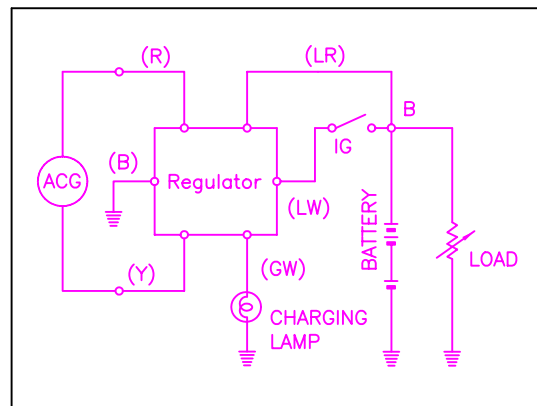 (R)
(LR)
B
(B)
IG
ACG
Regulator
(LW)
BATTERY
(Y)
(GW)
LOAD
CHARGING
LAMP